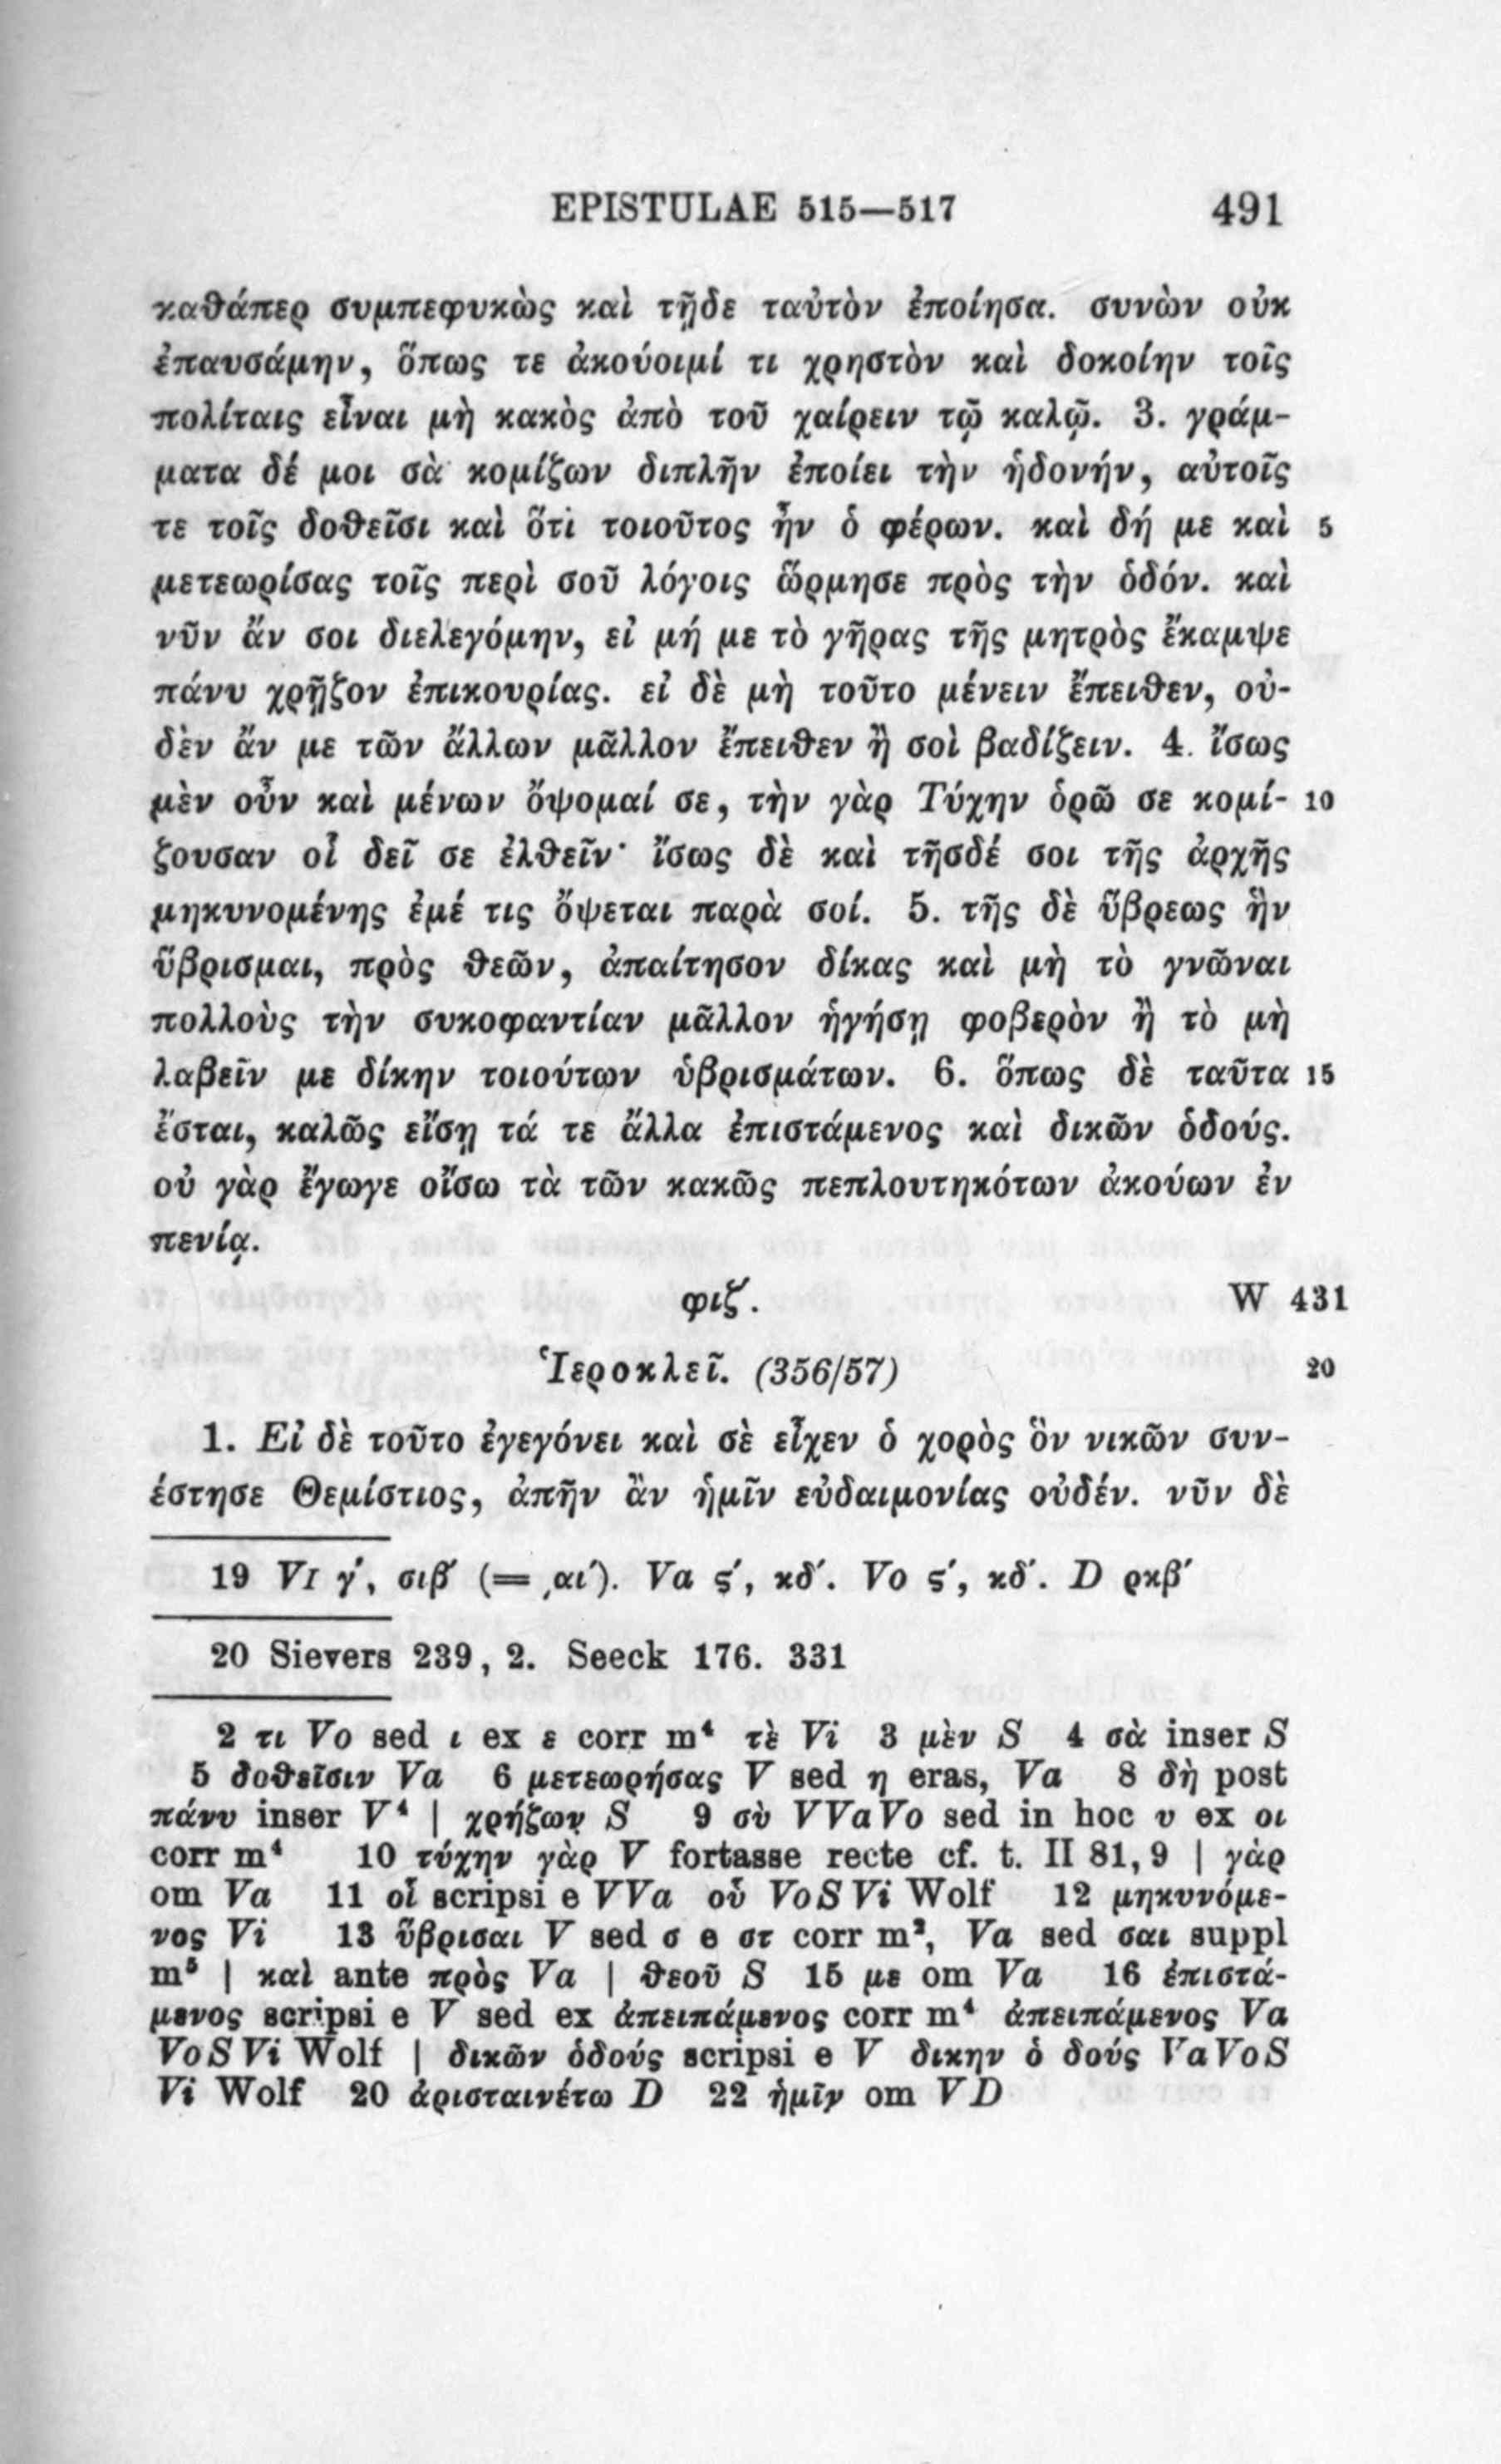 EPISTULAE 515—517 491
καθάπερ συμπεφυκὼς καὶ τῇδε ταὐτὸν ἐποίησα. συνὼν οὐκ
ἐπαυσάμην, ὅπως τε ἀκούοιμί τι χρηστὸν καὶ δοκοίην τοῖς
πολίταις εἶναι μὴ κακὸς ἀπὸ τοῦ χαίρειν τῷ καλῷ. 3. γράμ-
ματα δέ μοι σὰ κομίζων διπλῆν ἐποίει τὴν ἡδονήν, αὐτοῖς
τε τοῖς δοθεῖσι καὶ ὅτι τοιοῦτος ἦν ὁ φέρων. καὶ δή με καὶ 5
μετεωρίσας τοῖς περὶ σοῦ λόγοις ὥρμησε πρὸς τὴν ὁδόν. καὶ
νῦν ἄν σοι διελεγόμην, εἰ μή με τὸ γῆρας τῆς μητρὸς ἔκαμψε
πάνυ χρῇζον ἐπικουρίας. εἰ δὲ μὴ τοῦτο μένειν ἔπειθεν, οὐ-
δὲν ἄν με τῶν ἄλλων μᾶλλον ἔπειθεν ἢ σοὶ βαδίζειν. 4. ἴσως
μὲν οὖν καὶ μένων ὄψομαί σε, τὴν γὰρ Τύχην ὁρῶ σε κομί- 10
ζουσαν οἷ δεῖ σε ἐλθεῖν· ἴσως δὲ καὶ τῆσδέ σοι τῆς ἀρχῆς
μηκυνομένης ἐμέ τις ὄψεται παρὰ σοί. 5. τῆς δὲ ὕβρεως ἣν
ὕβρισμαι, πρὸς θεῶν, ἀπαίτησον δίκας καὶ μὴ τὸ γνῶναι
πολλοὺς τὴν συκοφαντίαν μᾶλλον ἡγήσῃ φοβερὸν ἢ τὸ μὴ
λαβεῖν με δίκην τοιούτων ὑβρισμάτων. 6. ὅπως δὲ ταῦτα 15
ἔσται, καλῶς εἴσῃ τά τε ἄλλα ἐπιστάμενος καὶ δικῶν ὁδούς.
οὐ γὰρ ἔγωγε οἴσω τὰ τῶν κακῶς πεπλουτηκότων ἀκούων ἐν
πενίᾳ.
φιζ´. W 431
Ἱεροκλεῖ. (356/57) 20
1. Εἰ δὲ τοῦτο ἐγεγόνει καὶ σὲ εἶχεν ὁ χορὸς ὃν νικῶν συν-
έστησε Θεμίστιος, ἀπῆν ἂν ἡμῖν εὐδαιμονίας οὐδέν. νῦν δὲ
19 VI γ´, σιβ´ (= ͵αι´). Va ϛ´, κδ´. Vo ϛ´, κδ´. D ρκβ´
20 Sievers 239, 2. Seeck 176. 331
2 τι Vo sed ι ex ε corr m⁴ τὲ Vi 3 μὲν S 4 σὰ inser S
5 δοθεῖσιν Va 6 μετεωρήσας V sed η eras, Va 8 δὴ post
πάνυ inser V⁴ | χρήζων S 9 σὺ VVaVo sed in hoc υ ex οι
corr m⁴ 10 τύχην γὰρ V fortasse recte cf. t. II 81, 9 | γὰρ
om Va 11 οἷ scripsi e VVa οὗ VoSVi Wolf 12 μηκυνόμε-
νος Vi 13 ὕβρισαι V sed σ e στ corr m², Va sed σαι suppl
m⁵ | καὶ ante πρὸς Va | θεοῦ S 15 με om Va 16 ἐπιστά-
μενος scripsi e V sed ex ἀπειπάμενος corr m⁴ ἀπειπάμενος Va
VoSVi Wolf | δικῶν ὁδούς scripsi e V δικην ὁ δούς VaVoS
Vi Wolf 20 ἀρισταινέτω D 22 ἡμῖν om VD